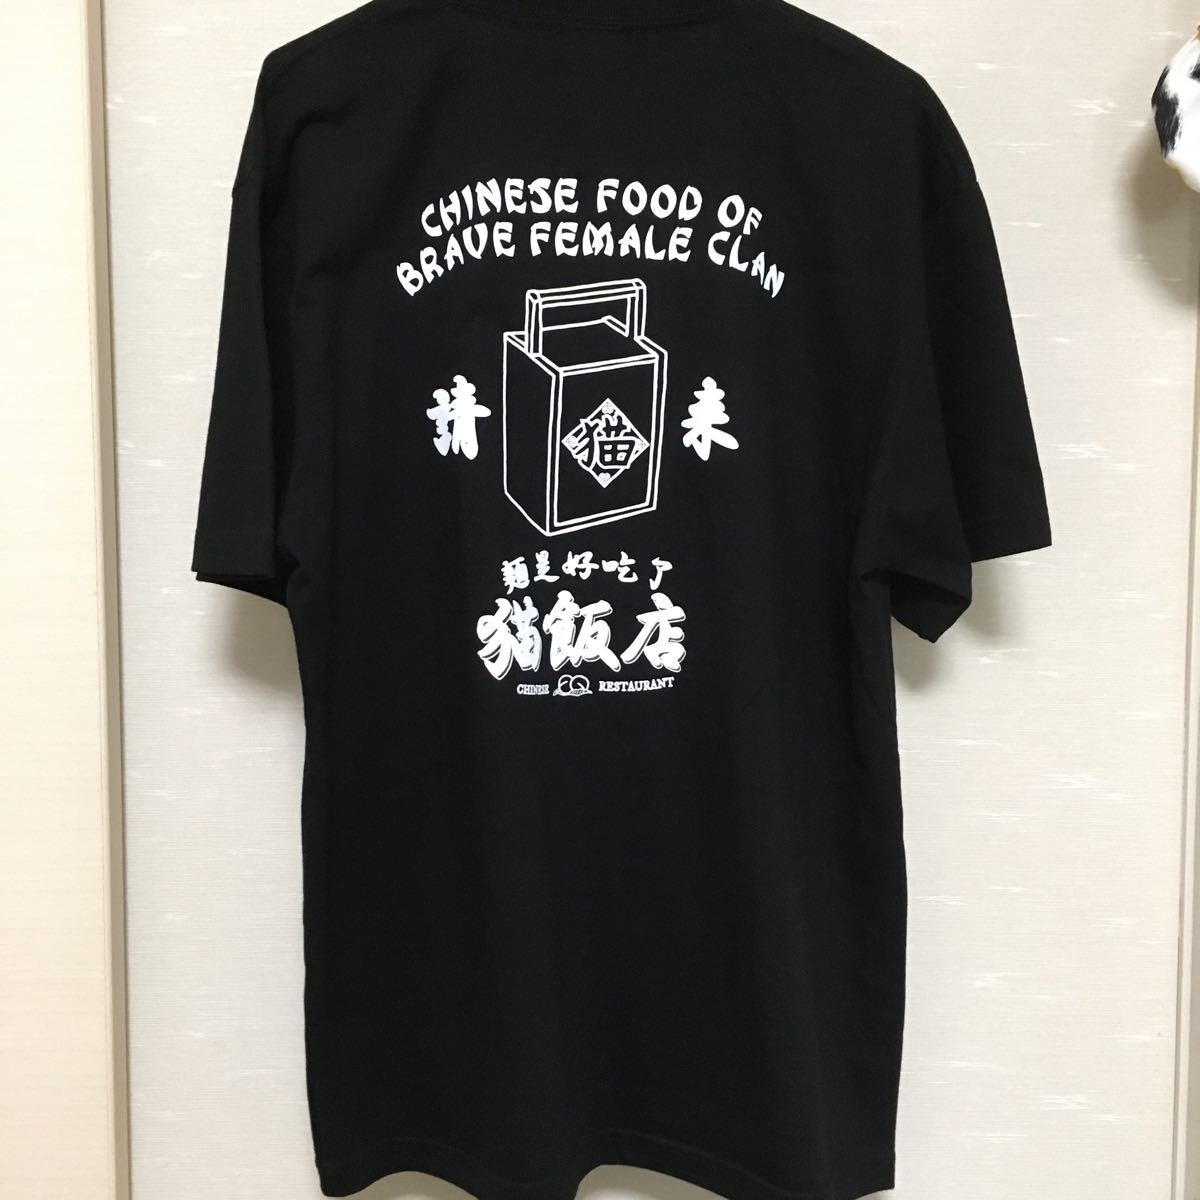 CHINESE FOOD OF
BRAVE FEMALE CLAN
請 来
猫
麺是好吃了
猫飯店
CHINESE RESTAURANT